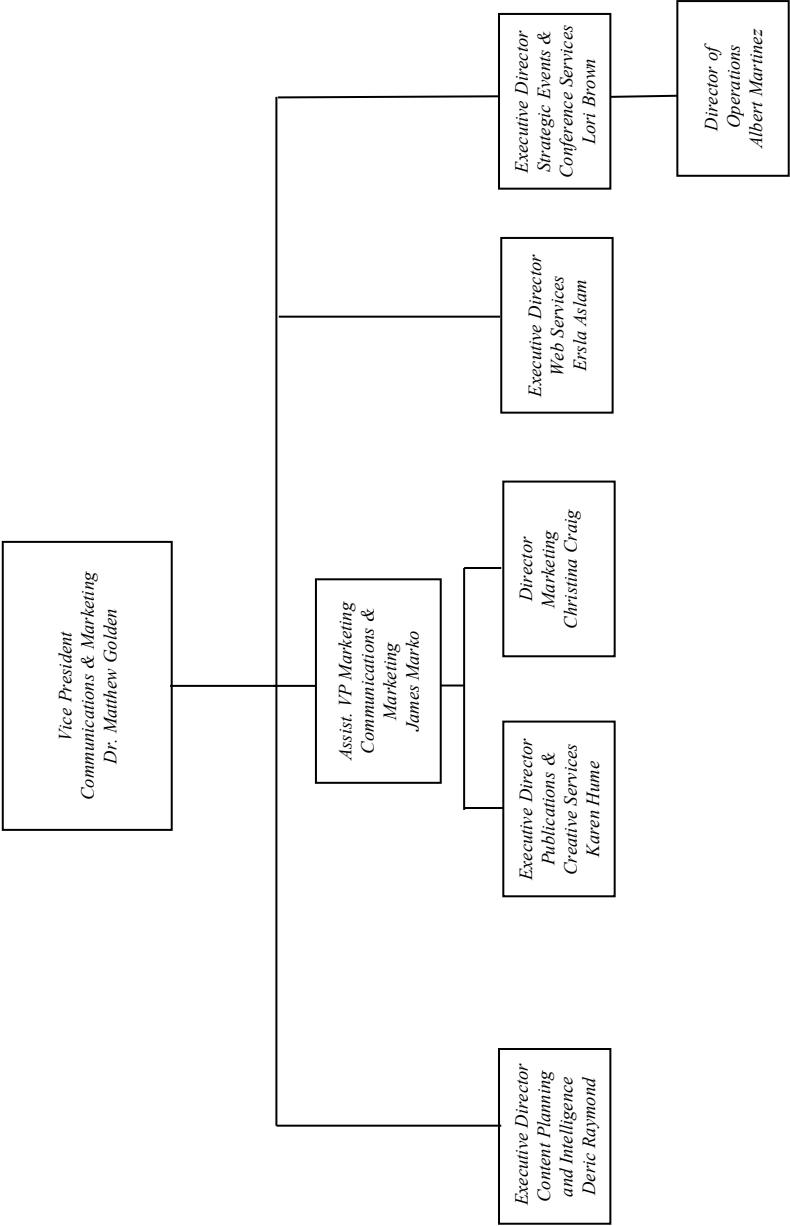 Vice President
Communications & Marketing
Dr. Matthew Golden
Assist. VP Marketing
Communications &
Marketing
James Marko
Executive Director
Content Planning
and Intelligence
Deric Raymond
Executive Director
Publications &
Creative Services
Karen Hume
Director
Marketing
Christina Craig
Executive Director
Web Services
Ersla Aslam
Executive Director
Strategic Events &
Conference Services
Lori Brown
Director of
Operations
Albert Martinez